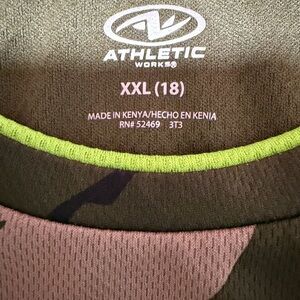 ATHLETIC
WORKS®
XXL (18)
MADE IN KENYA/HECHO EN KENIA
RN# 52469 3T3